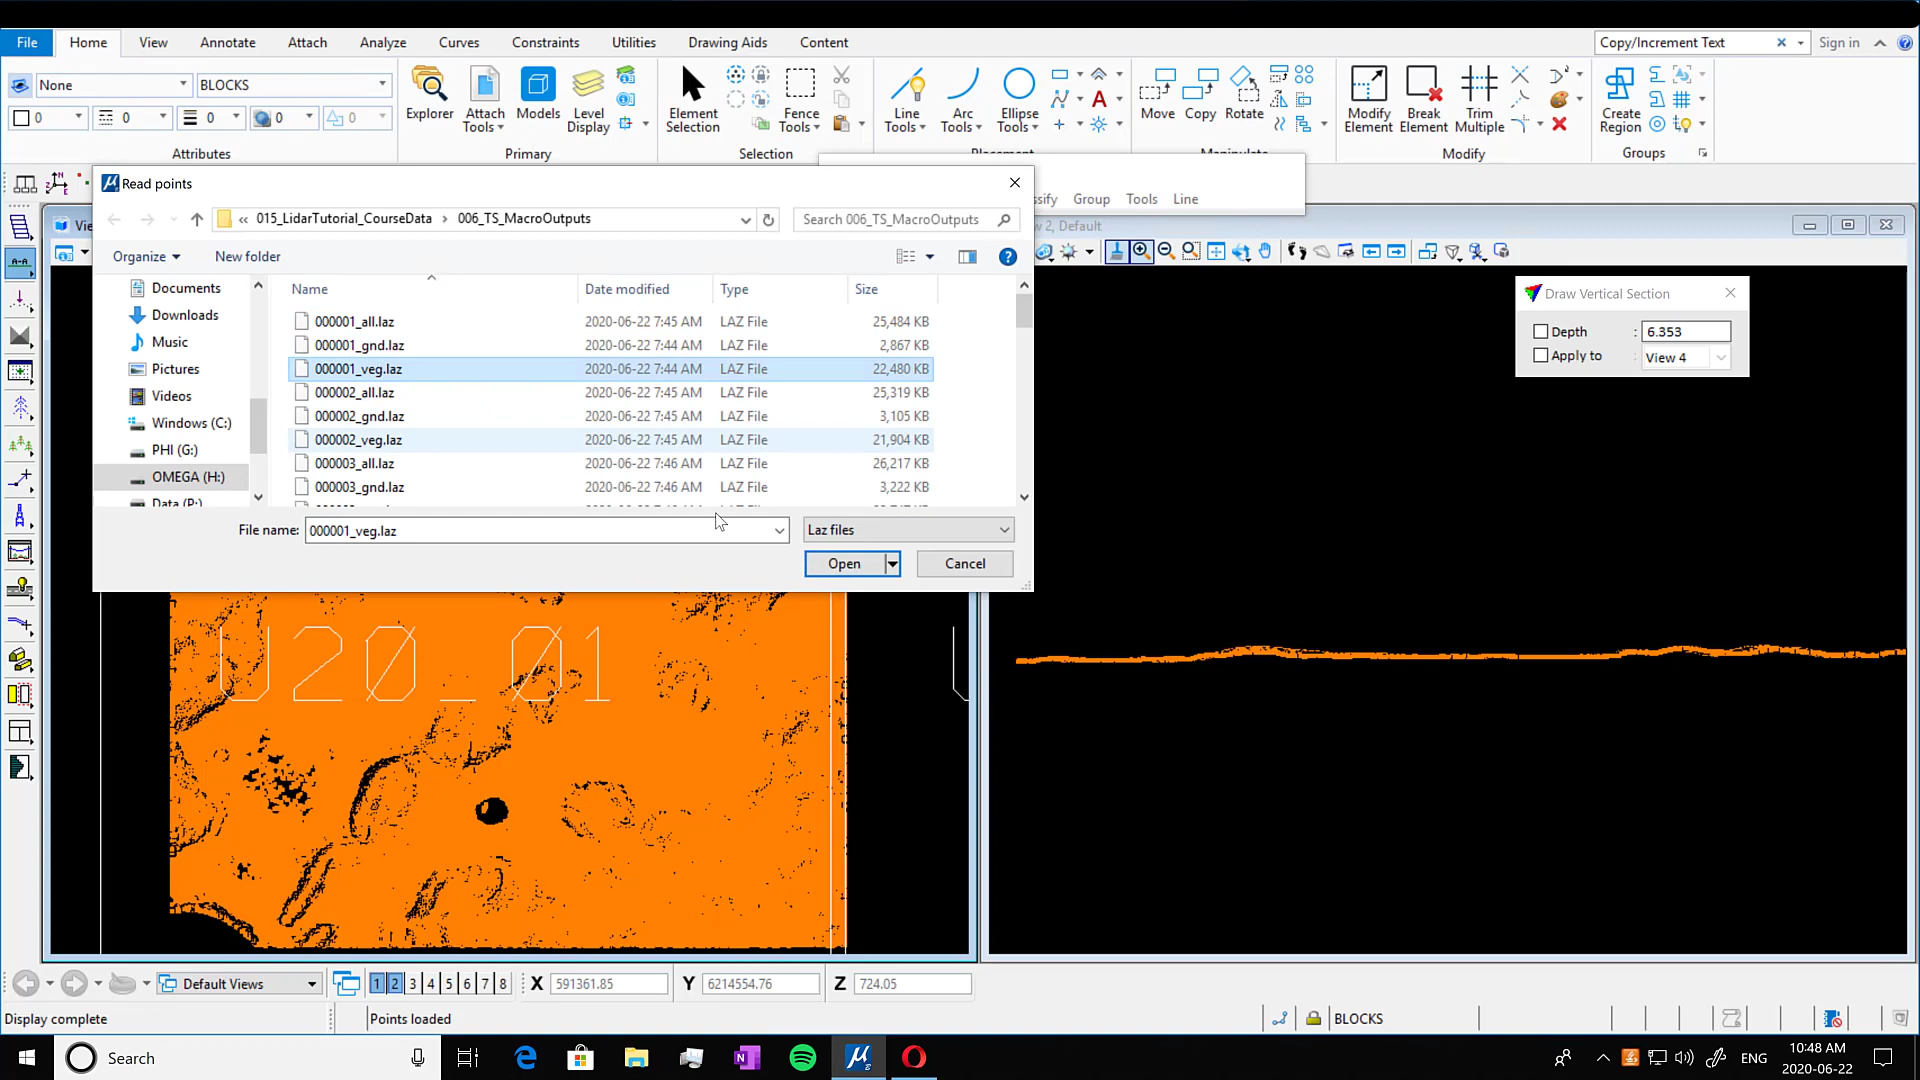 File Home View Annotate Attach Analyze Curves Constraints Utilities Drawing Aids Content Copy/Increment Text Sign in
None BLOCKS
0 0 0 0 0
Explorer Attach Tools Models Level Display
Element Selection Fence Tools
Line Tools Arc Tools Ellipse Tools
Move Copy Rotate
Modify Element Break Element Trim Multiple
Create Region
Attributes Primary Selection Placement Manipulate Modify Groups
Read points
Group Tools Line
015_LidarTutorial_CourseData 006_TS_MacroOutputs Search 006_TS_MacroOutputs
2, Default
Organize New folder
Name Date modified Type Size
Documents
Downloads
Music
Pictures
Videos
Windows (C:)
PHI (G:)
OMEGA (H:)
Data (P:)
000001_all.laz 2020-06-22 7:45 AM LAZ File 25,484 KB
000001_gnd.laz 2020-06-22 7:44 AM LAZ File 2,867 KB
000001_veg.laz 2020-06-22 7:44 AM LAZ File 22,480 KB
000002_all.laz 2020-06-22 7:45 AM LAZ File 25,319 KB
000002_gnd.laz 2020-06-22 7:45 AM LAZ File 3,105 KB
000002_veg.laz 2020-06-22 7:45 AM LAZ File 21,904 KB
000003_all.laz 2020-06-22 7:46 AM LAZ File 26,217 KB
000003_gnd.laz 2020-06-22 7:46 AM LAZ File 3,222 KB
File name: 000001_veg.laz Laz files
Open Cancel
Draw Vertical Section
Depth : 6.353
Apply to : View 4
U20_01
Default Views 1 2 3 4 5 6 7 8 X 591361.85 Y 6214554.76 Z 724.05
Display complete Points loaded BLOCKS
Search ENG 10:48 AM
2020-06-22